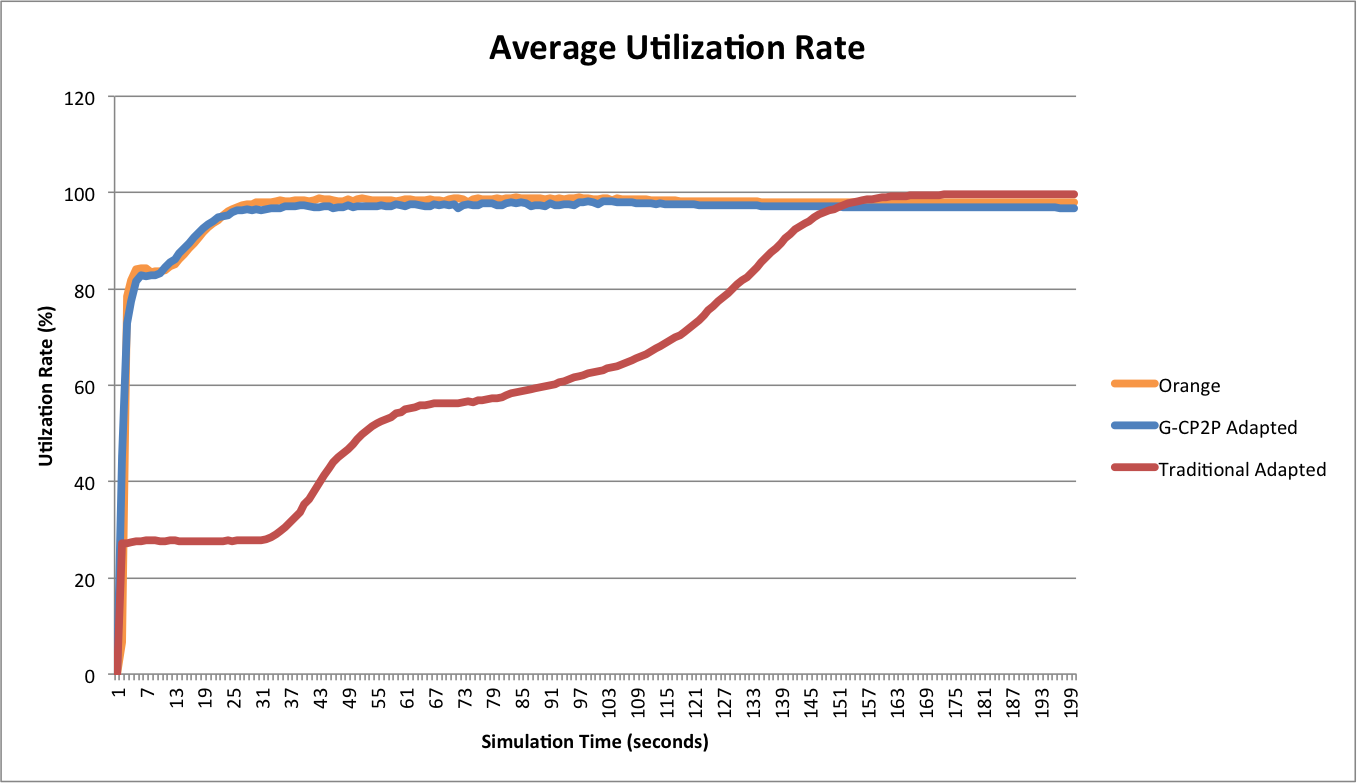 Average Utilization Rate
120
100
80
60
40
20
0
Utilzation Rate (%)
1 7 13 19 25 31 37 43 49 55 61 67 73 79 85 91 97 103 109 115 121 127 133 139 145 151 157 163 169 175 181 187 193 199
Simulation Time (seconds)
Orange
G-CP2P Adapted
Traditional Adapted